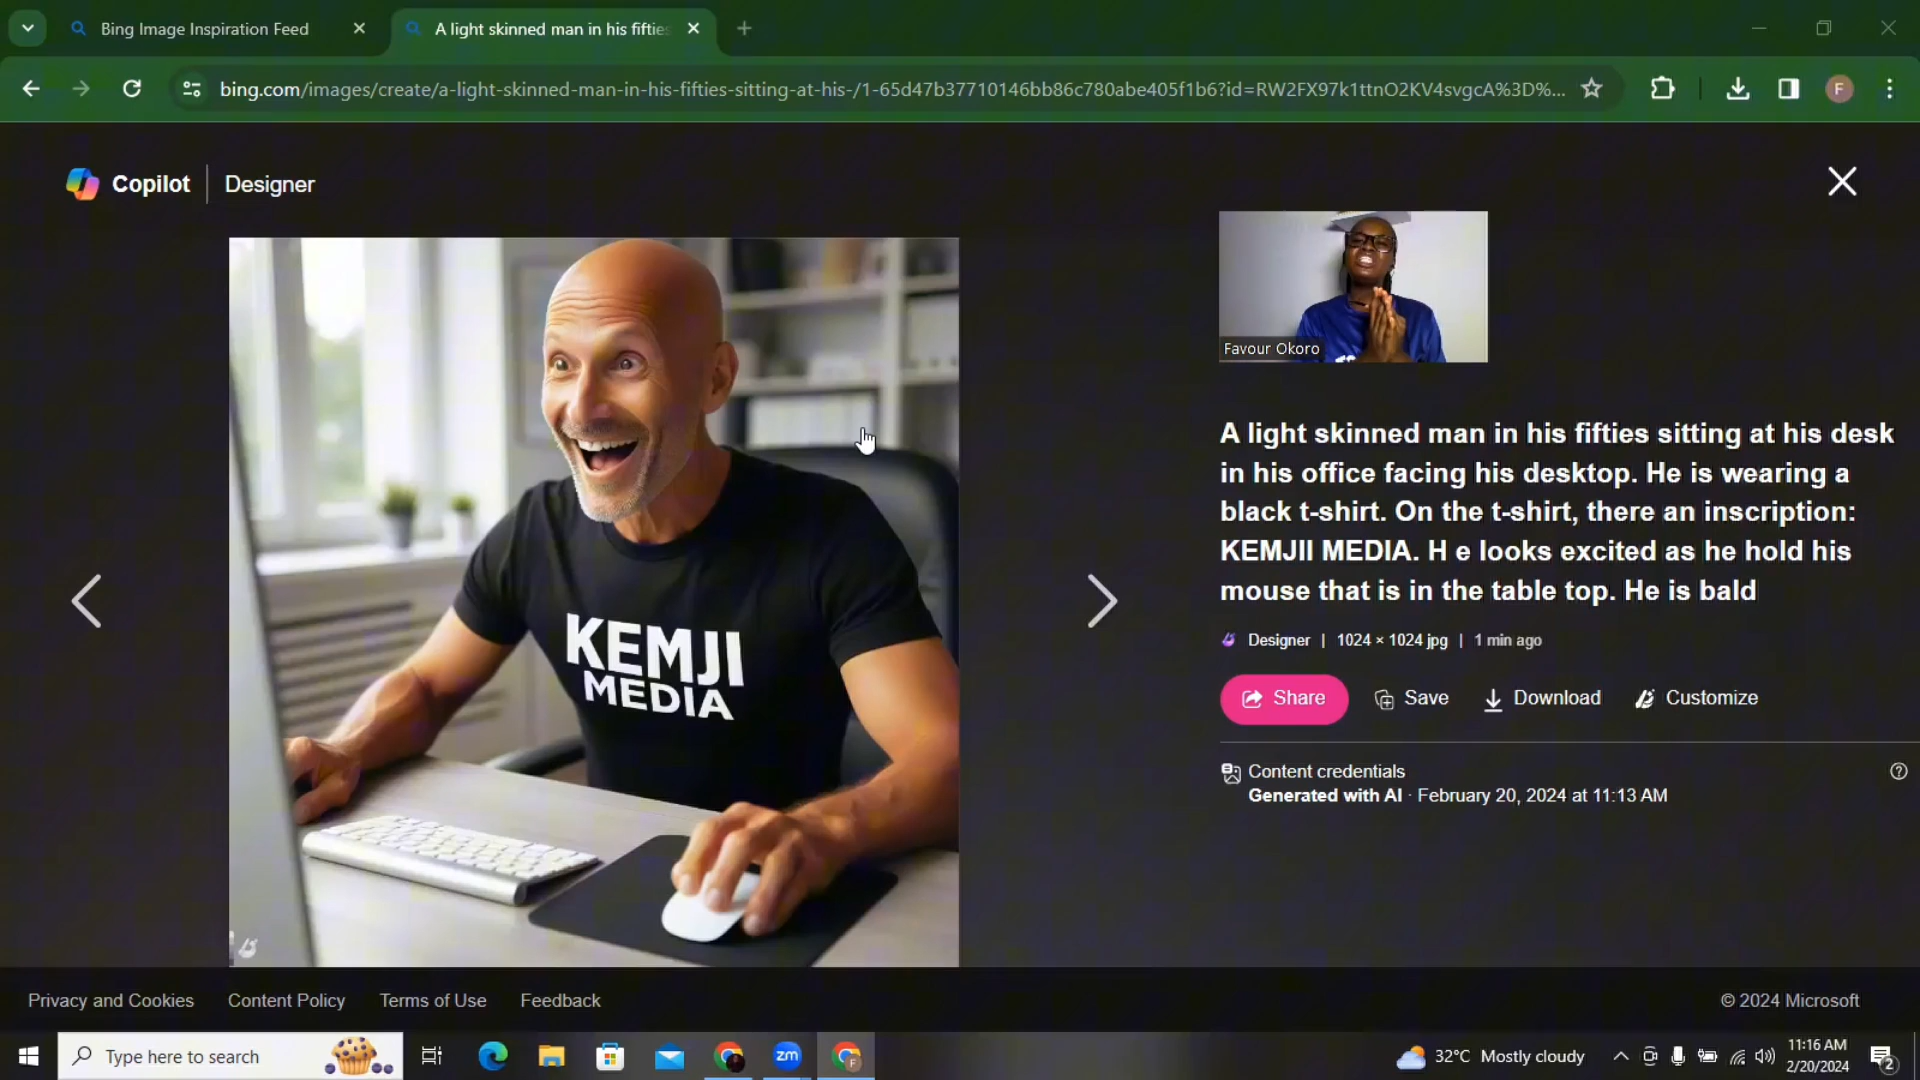 Bing Image Inspiration Feed
A light skinned man in his fiftie
bing.com/images/create/a-light-skinned-man-in-his-fifties-sitting-at-his-/1-65d47b37710146bb86c780abe405f1b6?id=RW2FX97k1ttnO2KV4svgcA%3D%...
F
Copilot | Designer
Favour Okoro
KEMJI
MEDIA
A light skinned man in his fifties sitting at his desk
in his office facing his desktop. He is wearing a
black t-shirt. On the t-shirt, there an inscription:
KEMJII MEDIA. H e looks excited as he hold his
mouse that is in the table top. He is bald
Designer | 1024 × 1024 jpg | 1 min ago
Share Save Download Customize
Content credentials
Generated with AI · February 20, 2024 at 11:13 AM
Privacy and Cookies Content Policy Terms of Use Feedback
© 2024 Microsoft
Type here to search
zm
F
32°C Mostly cloudy
11:16 AM
2/20/2024
2